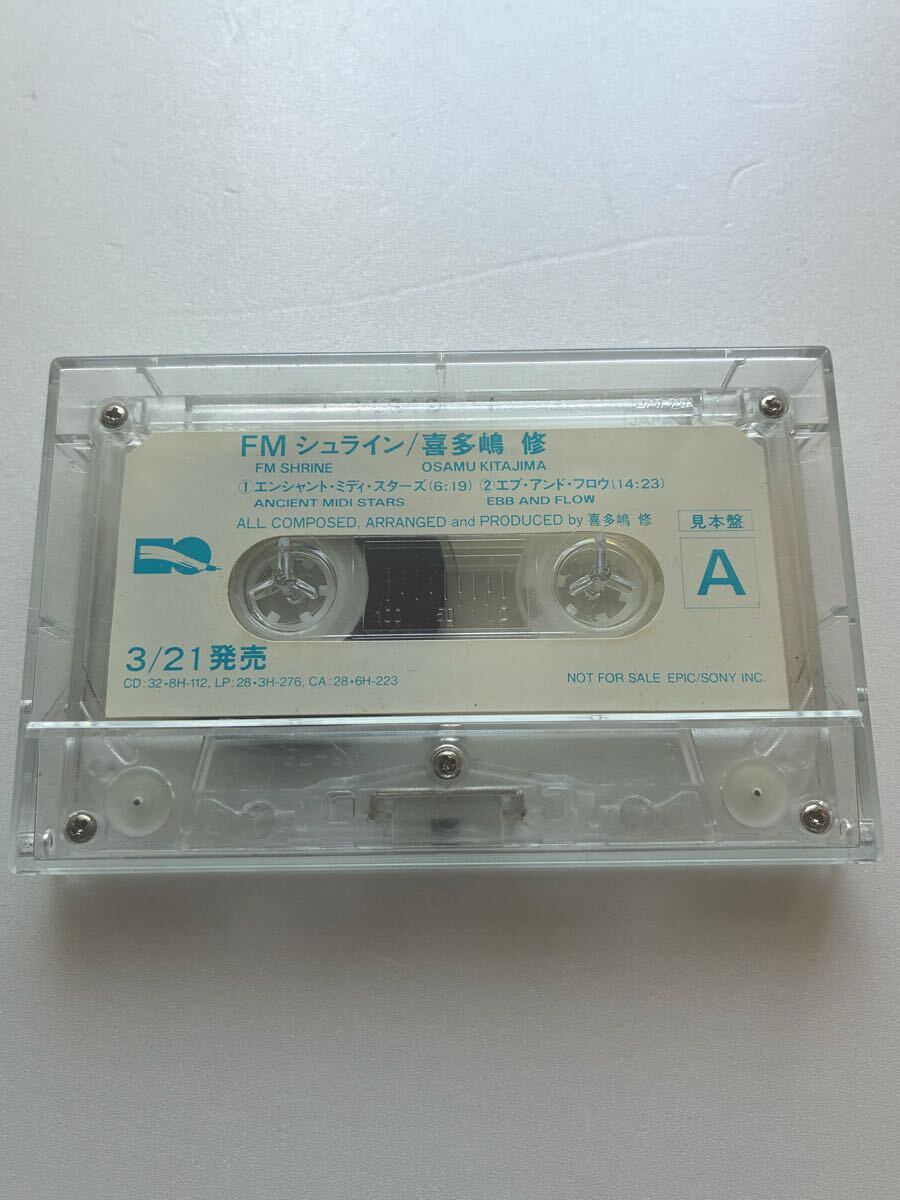 FM シュライン/喜多嶋 修
FM SHRINE OSAMU KITAJIMA
①エンシャント・ミディ・スターズ(6:19) ②エブ・アンド・フロウ(14:23)
ANCIENT MIDI STARS EBB AND FLOW
ALL COMPOSED, ARRANGED and PRODUCED by 喜多嶋 修
見本盤
A
100 50 0
3/21発売
CD:32・8H-112, LP:28・3H-276, CA:28・6H-223
NOT FOR SALE EPIC/SONY INC.